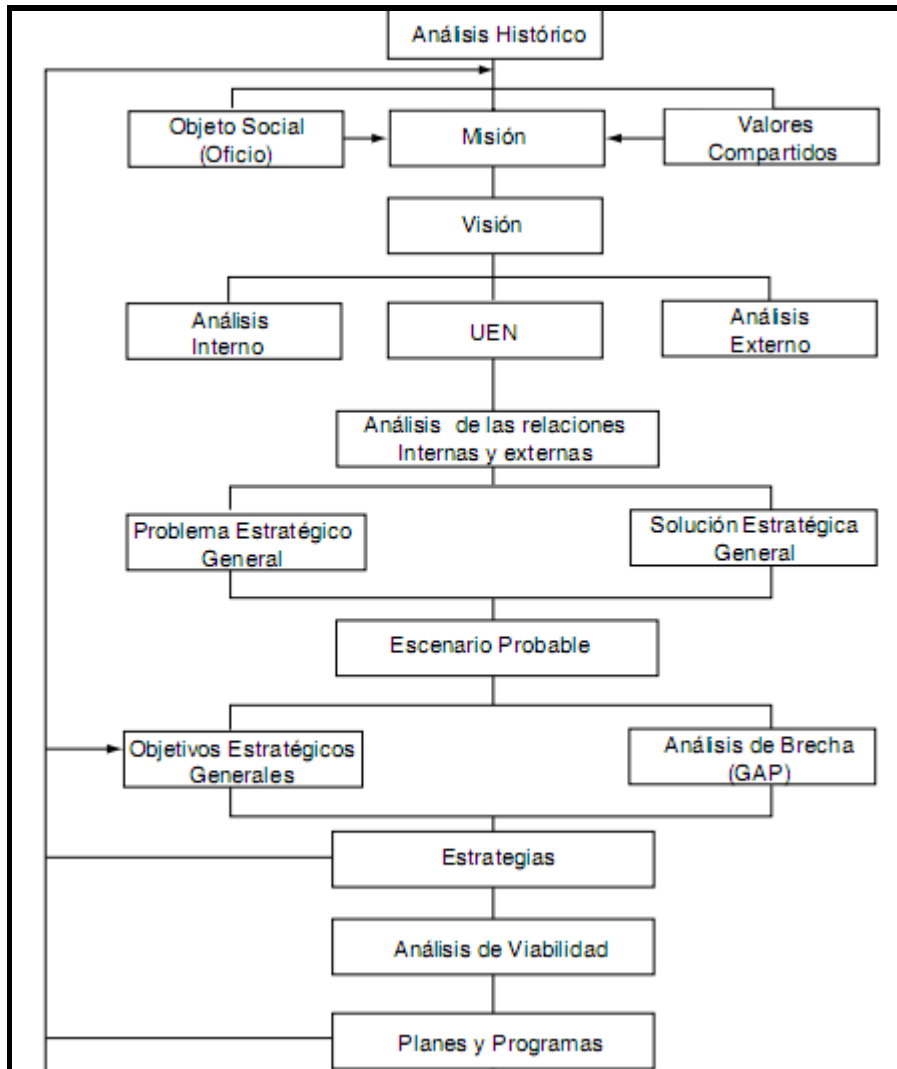 Análisis Histórico
Objeto Social
(Oficio)
Misión
Valores
Compartidos
Visión
Análisis
Interno
UEN
Análisis
Externo
Análisis de las relaciones
Internas y externas
Problema Estratégico
General
Solución Estratégica
General
Escenario Probable
Objetivos Estratégicos
Generales
Análisis de Brecha
(GAP)
Estrategias
Análisis de Viabilidad
Planes y Programas